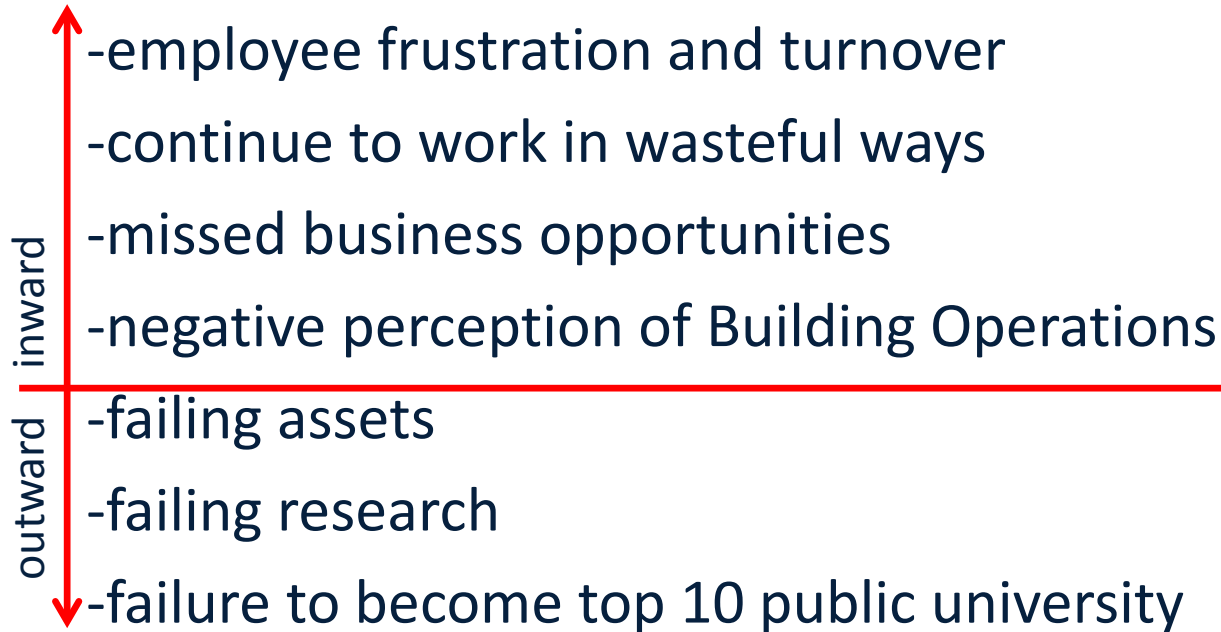 -employee frustration and turnover
-continue to work in wasteful ways
-missed business opportunities
-negative perception of Building Operations
inward
-failing assets
-failing research
-failure to become top 10 public university
outward